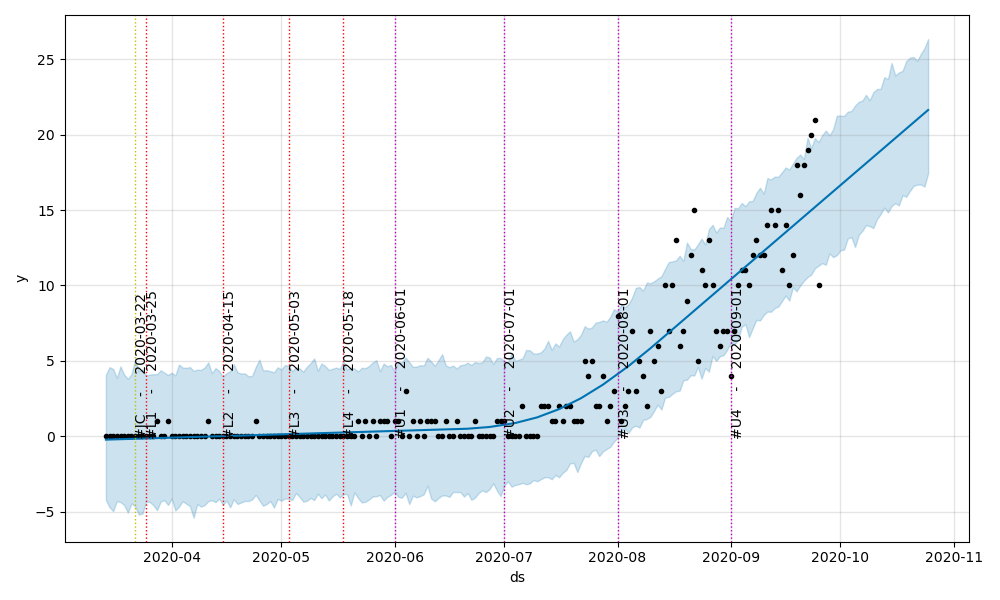 25
20
15
10
5
0
−5
y
#JC - 2020-03-22
#L1 - 2020-03-25
#L2 - 2020-04-15
#L3 - 2020-05-03
#L4 - 2020-05-18
#U1 - 2020-06-01
#U2 - 2020-07-01
#U3 - 2020-08-01
#U4 - 2020-09-01
2020-04
2020-05
2020-06
2020-07
2020-08
2020-09
2020-10
2020-11
ds